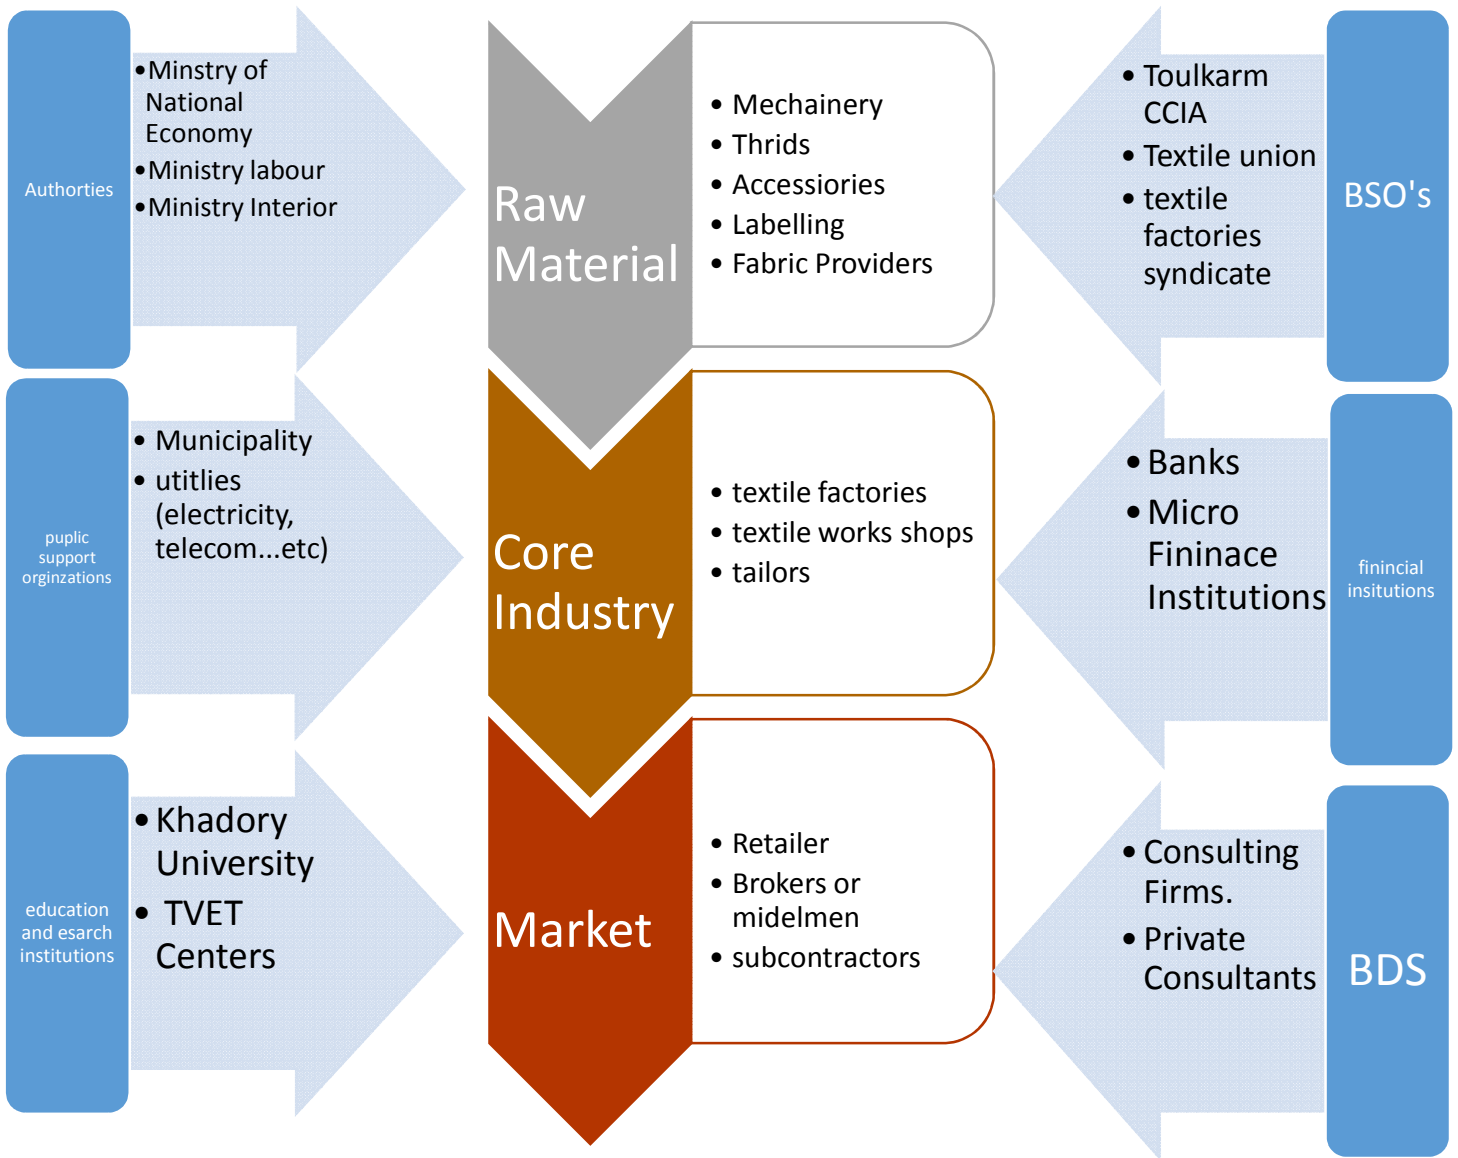 Authorties
•Minstry of
National
Economy
•Ministry labour
•Ministry Interior
Raw
Material
• Mechainery
• Thrids
• Accessiories
• Labelling
• Fabric Providers
• Toulkarm
CCIA
• Textile union
• textile
factories
syndicate
BSO's
puplic
support
orginzations
• Municipality
• utitlies
(electricity,
telecom...etc)
Core
Industry
• textile factories
• textile works shops
• tailors
• Banks
• Micro
Fininace
Institutions
finincial
insitutions
education
and esarch
institutions
• Khadory
University
• TVET
Centers
Market
• Retailer
• Brokers or
midelmen
• subcontractors
• Consulting
Firms.
• Private
Consultants
BDS